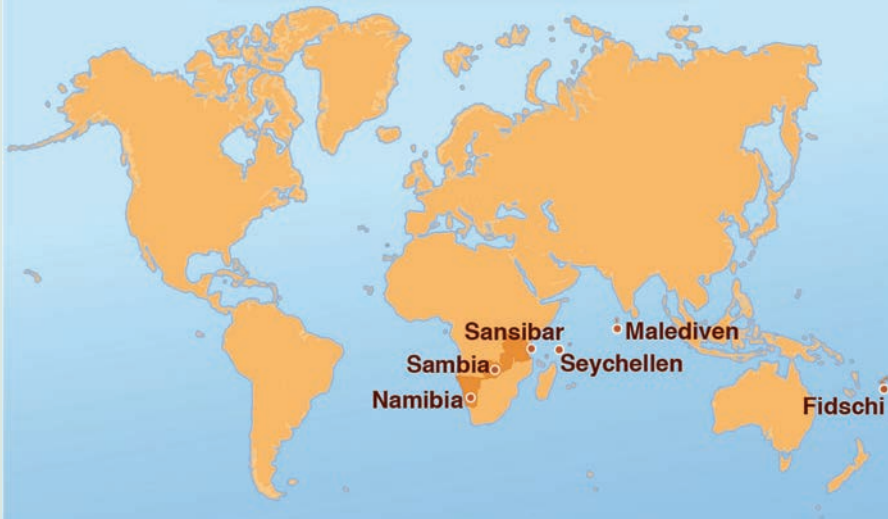 Sansibar
Malediven
Sambia
Seychellen
Namibia
Fidschi